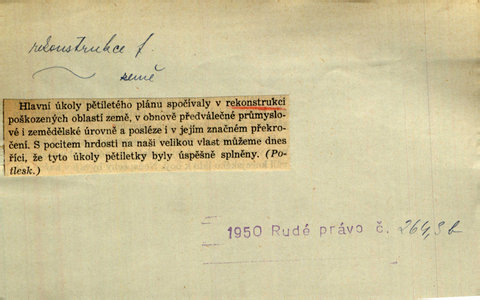 rekonstrukce f.
země
Hlavní úkoly pětiletého plánu spočívaly v rekonstrukci
poškozených oblastí země, v obnově předválečné průmyslo-
vé i zemědělské úrovně a posléze i v jejím značném překro-
čení. S pocitem hrdosti na naši velikou vlast můžeme dnes
říci, že tyto úkoly pětiletky byly úspěšně splněny. (Po-
tlesk.)
1950 Rudé právo č. 264,3 b